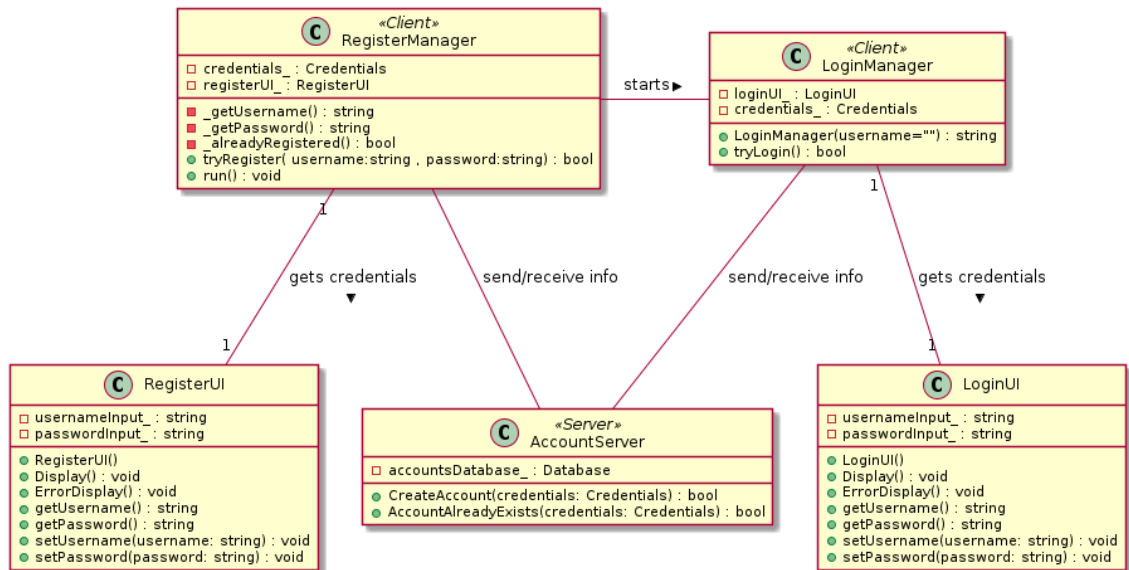 C
«Client»
RegisterManager
credentials_ : Credentials
registerUI_ : RegisterUI
_getUsername() : string
_getPassword() : string
_alreadyRegistered() : bool
tryRegister( username:string , password:string) : bool
run() : void
starts
C
«Client»
LoginManager
loginUI_ : LoginUI
credentials_ : Credentials
LoginManager(username="") : string
tryLogin() : bool
1
1
gets credentials
send/receive info
send/receive info
gets credentials
1
1
C
RegisterUI
usernameInput_ : string
passwordInput_ : string
RegisterUI()
Display() : void
ErrorDisplay() : void
getUsername() : string
getPassword() : string
setUsername(username: string) : void
setPassword(password: string) : void
C
«Server»
AccountServer
accountsDatabase_ : Database
CreateAccount(credentials: Credentials) : bool
AccountAlreadyExists(credentials: Credentials) : bool
C
LoginUI
usernameInput_ : string
passwordInput_ : string
LoginUI()
Display() : void
ErrorDisplay() : void
getUsername() : string
getPassword() : string
setUsername(username: string) : void
setPassword(password: string) : void